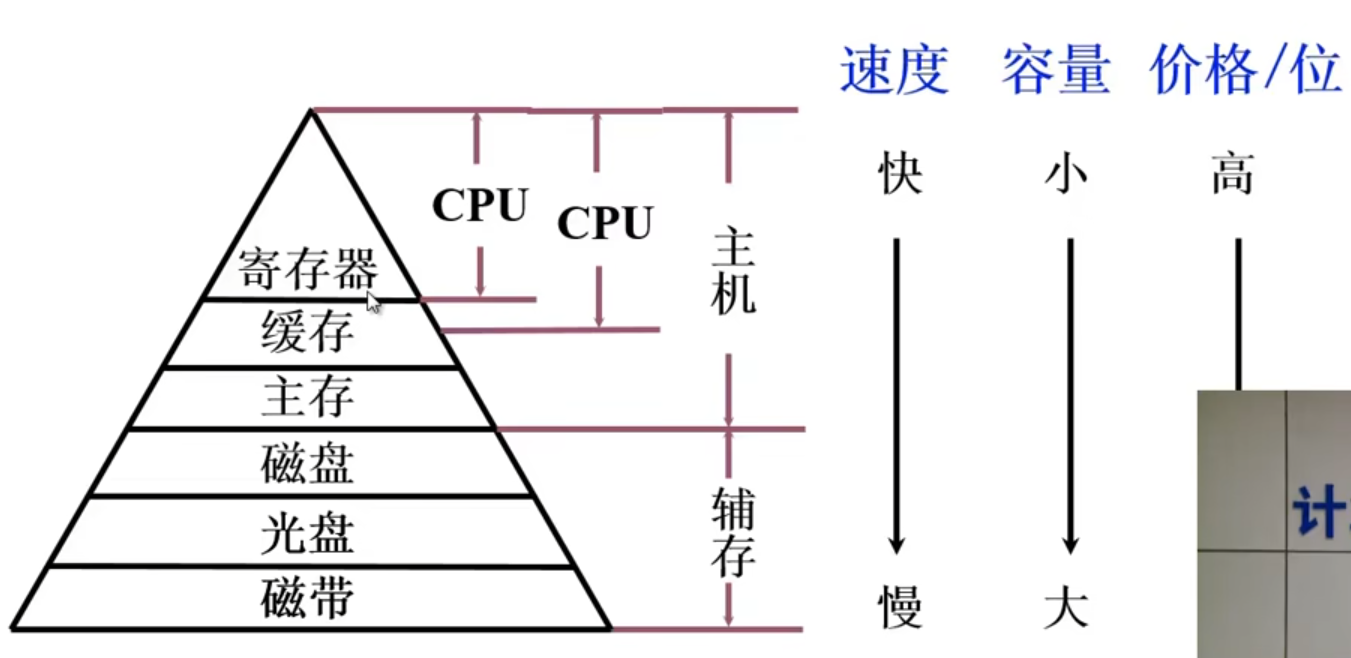 速度 容量 价格/位
快 小 高
CPU CPU 主机
寄存器
缓存
主存
磁盘
光盘
磁带
辅存
慢 大
计